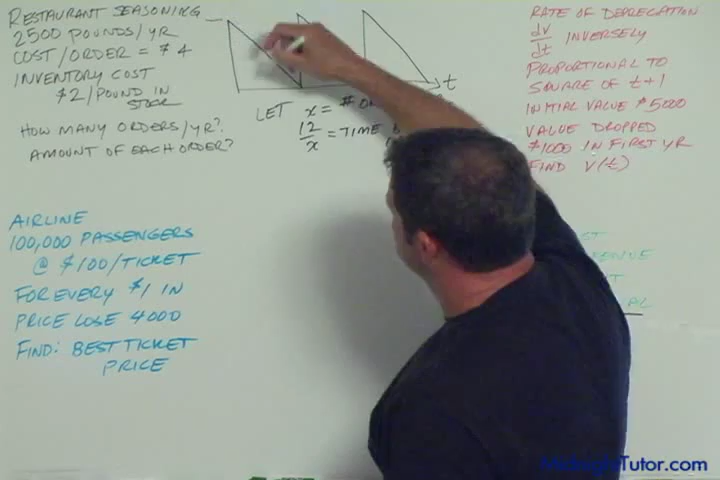 RESTAURANT SEASONING
2500 POUNDS/YR
COST/ORDER = $4
INVENTORY COST
$2/POUND IN
STOCK
HOW MANY ORDERS/YR?
AMOUNT OF EACH ORDER?
t
LET x = # OR
12/x = TIME
AIRLINE
100,000 PASSENGERS
@ $100/TICKET
FOR EVERY $1 IN
PRICE LOSE 4000
FIND: BEST TICKET
PRICE
RATE OF DEPRECIATION
dv/dt INVERSELY
PROPORTIONAL TO
SQUARE OF t+1
INITIAL VALUE $5000
VALUE DROPPED
$1000 IN FIRST YR
FIND V(t)
MidnightTutor.com